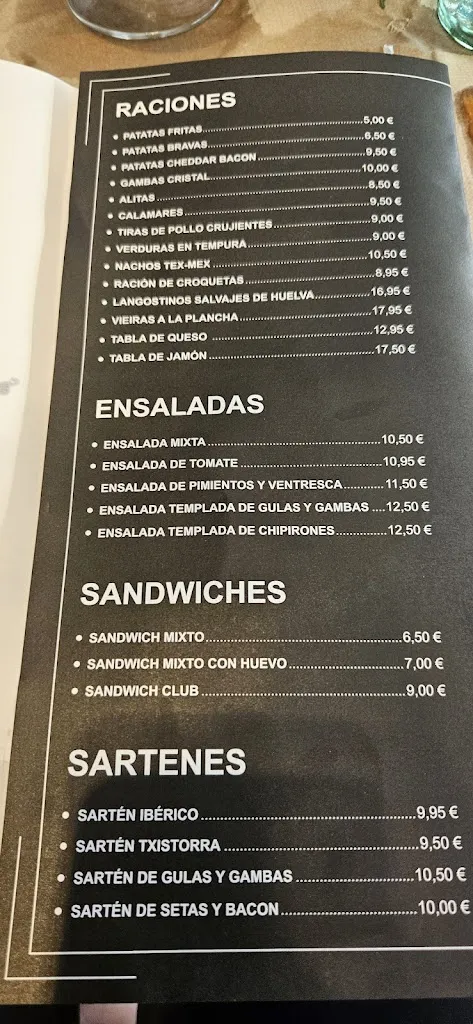 RACIONES
• PATATAS FRITAS..........5,00 €
• PATATAS BRAVAS..........6,50 €
• PATATAS CHEDDAR BACON..........9,50 €
• GAMBAS CRISTAL..........10,00 €
• ALITAS..........8,50 €
• CALAMARES..........9,50 €
• TIRAS DE POLLO CRUJIENTES..........9,00 €
• VERDURAS EN TEMPURA..........9,00 €
• NACHOS TEX-MEX..........10,50 €
• RACIÓN DE CROQUETAS..........8,95 €
• LANGOSTINOS SALVAJES DE HUELVA..........16,95 €
• VIEIRAS A LA PLANCHA..........17,95 €
• TABLA DE QUESO ..........12,95 €
• TABLA DE JAMÓN..........17,50 €
ENSALADAS
• ENSALADA MIXTA..........10,50 €
• ENSALADA DE TOMATE..........10,95 €
• ENSALADA DE PIMIENTOS Y VENTRESCA..........11,50 €
• ENSALADA TEMPLADA DE GULAS Y GAMBAS ....12,50 €
• ENSALADA TEMPLADA DE CHIPIRONES..........12,50 €
SANDWICHES
• SANDWICH MIXTO..........6,50 €
• SANDWICH MIXTO CON HUEVO..........7,00 €
• SANDWICH CLUB..........9,00 €
SARTENES
• SARTÉN IBÉRICO..........9,95 €
• SARTÉN TXISTORRA..........9,50 €
• SARTÉN DE GULAS Y GAMBAS ..........10,50 €
• SARTÉN DE SETAS Y BACON..........10,00 €